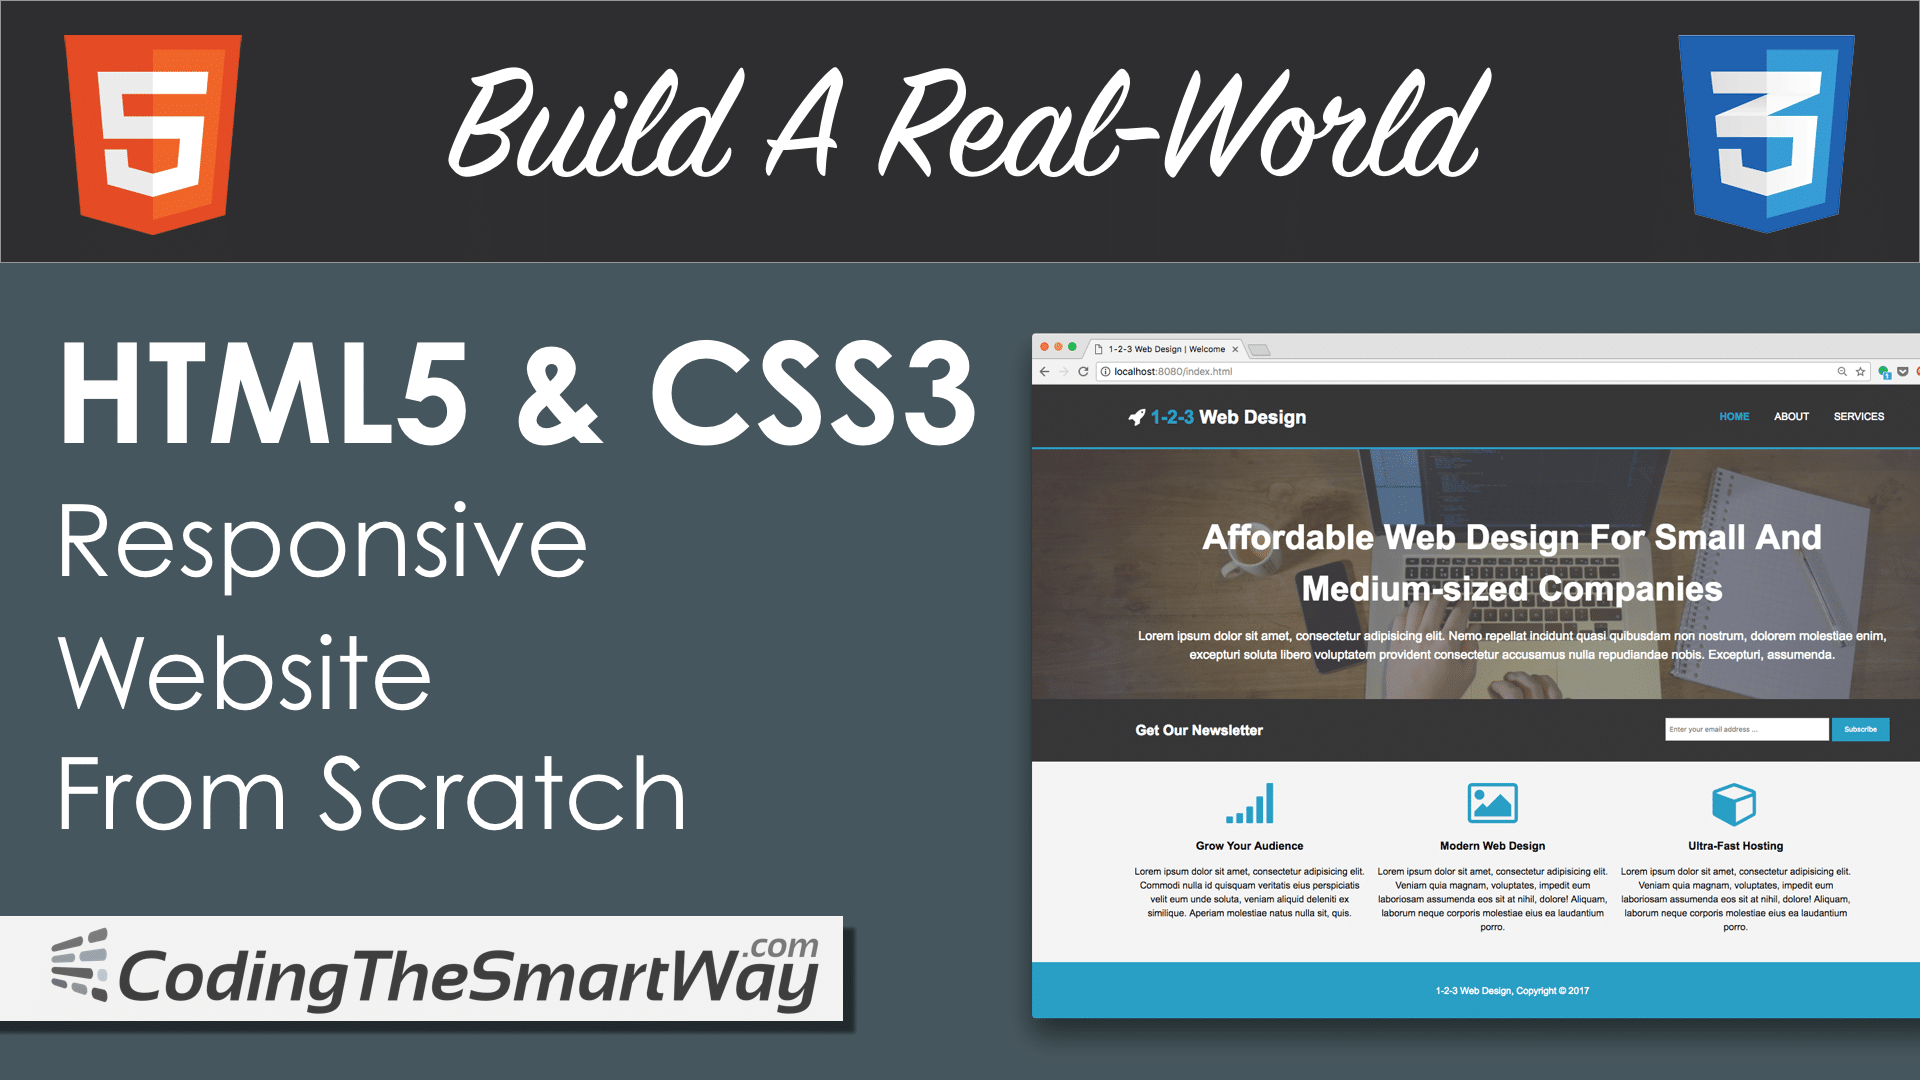 Build A Real-World
HTML5 & CSS3
Responsive
Website
From Scratch
CodingTheSmartWay.com
1-2-3 Web Design | Welcome
localhost:8080/index.html
1-2-3 Web Design
HOME ABOUT SERVICES
Affordable Web Design For Small And
Medium-sized Companies
Lorem ipsum dolor sit amet, consectetur adipisicing elit. Nemo repellat incidunt quasi quibusdam non nostrum, dolorem molestiae enim,
excepturi soluta libero voluptatem provident consectetur accusamus nulla repudiandae nobis. Excepturi, assumenda.
Get Our Newsletter
Enter your email address ...
Subscribe
Grow Your Audience
Lorem ipsum dolor sit amet, consectetur adipisicing elit.
Commodi nulla id quisquam veritatis eius perspiciatis
velit eum unde soluta, veniam aliquid deleniti ex
similique. Aperiam molestiae natus nulla sit, quis.
Modern Web Design
Lorem ipsum dolor sit amet, consectetur adipisicing elit.
Veniam quia magnam, voluptates, impedit eum
laboriosam assumenda eos sit at nihil, dolore! Aliquam,
laborum neque corporis molestiae eius ea laudantium
porro.
Ultra-Fast Hosting
Lorem ipsum dolor sit amet, consectetur adipisicing elit.
Veniam quia magnam, voluptates, impedit eum
laboriosam assumenda eos sit at nihil, dolore! Aliquam,
laborum neque corporis molestiae eius ea laudantium
porro.
1-2-3 Web Design, Copyright © 2017